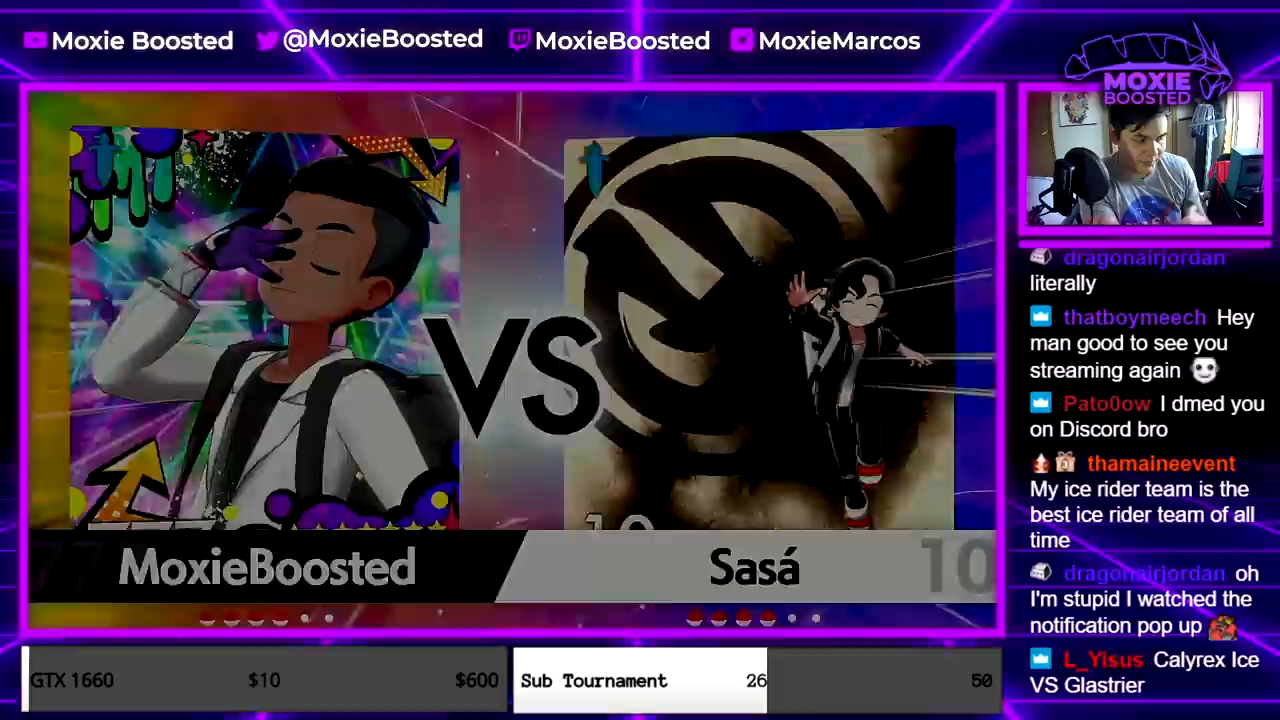 Moxie Boosted @MoxieBoosted MoxieBoosted MoxieMarcos
MOXIE
BOOSTED
VS
77 MoxieBoosted Sasá 10
GTX 1660 $10 $600 Sub Tournament 26 50
dragonairjordan
literally
thatboymeech Hey
man good to see you
streaming again
Pato0ow I dmed you
on Discord bro
thamaineevent
My ice rider team is the
best ice rider team of all
time
dragonairjordan oh
I'm stupid I watched the
notification pop up
L_YIsus Calyrex Ice
VS Glastrier